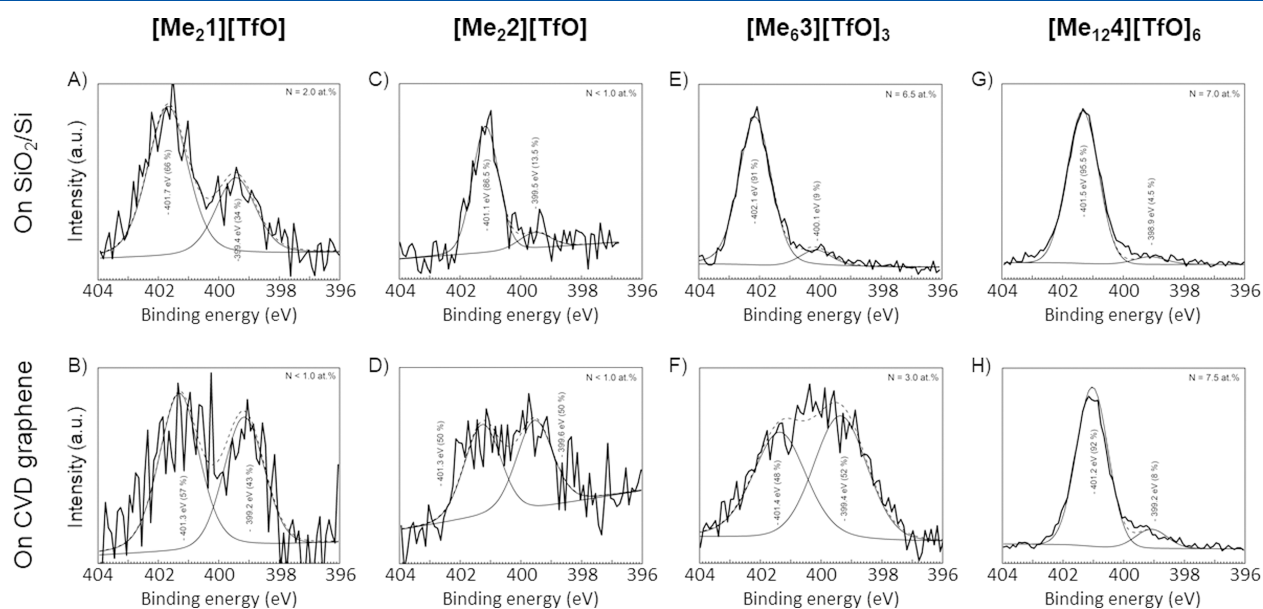 [Me₂1][TfO]
[Me₂2][TfO]
[Me₆3][TfO]₃
[Me₁₂4][TfO]₆
On SiO₂/Si
A)
N = 2.0 at.%
- 401.7 eV (66 %)
-399.4 eV (34 %)
Intensity (a.u.)
404 402 400 398 396
Binding energy (eV)
C)
N < 1.0 at.%
- 401.1 eV (86.5 %)
- 399.5 eV (13.5 %)
404 402 400 398 396
Binding energy (eV)
E)
N = 6.5 at.%
- 402.1 eV (91 %)
- 400.1 eV (9 %)
404 402 400 398 396
Binding energy (eV)
G)
N = 7.0 at.%
- 401.5 eV (95.5 %)
- 398.9 eV (4.5 %)
404 402 400 398 396
Binding energy (eV)
On CVD graphene
B)
N < 1.0 at.%
- 401.3 eV (57 %)
- 399.2 eV (43 %)
Intensity (a.u.)
404 402 400 398 396
Binding energy (eV)
D)
N < 1.0 at.%
- 401.3 eV (50 %)
- 399.6 eV (50 %)
404 402 400 398 396
Binding energy (eV)
F)
N = 3.0 at.%
- 401.4 eV (48 %)
- 399.4 eV (52 %)
404 402 400 398 396
Binding energy (eV)
H)
N = 7.5 at.%
- 401.2 eV (92 %)
- 399.2 eV (8 %)
404 402 400 398 396
Binding energy (eV)